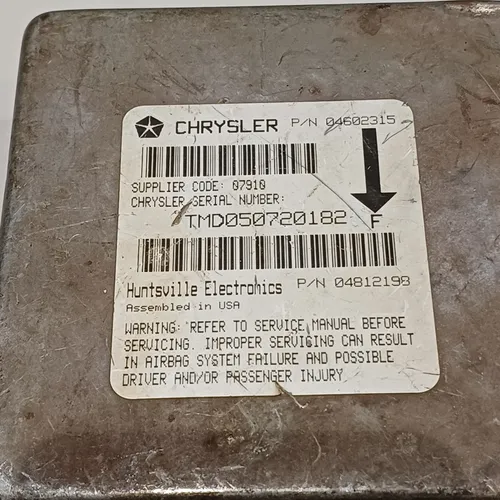 CHRYSLER P/N 04602315
SUPPLIER CODE: 07910
CHRYSLER SERIAL NUMBER:
TMD050720182 F
Huntsville Electronics P/N 04812198
Assembled in USA
WARNING: REFER TO SERVICE MANUAL BEFORE
SERVICING. IMPROPER SERVICING CAN RESULT
IN AIRBAG SYSTEM FAILURE AND POSSIBLE
DRIVER AND/OR PASSENGER INJURY